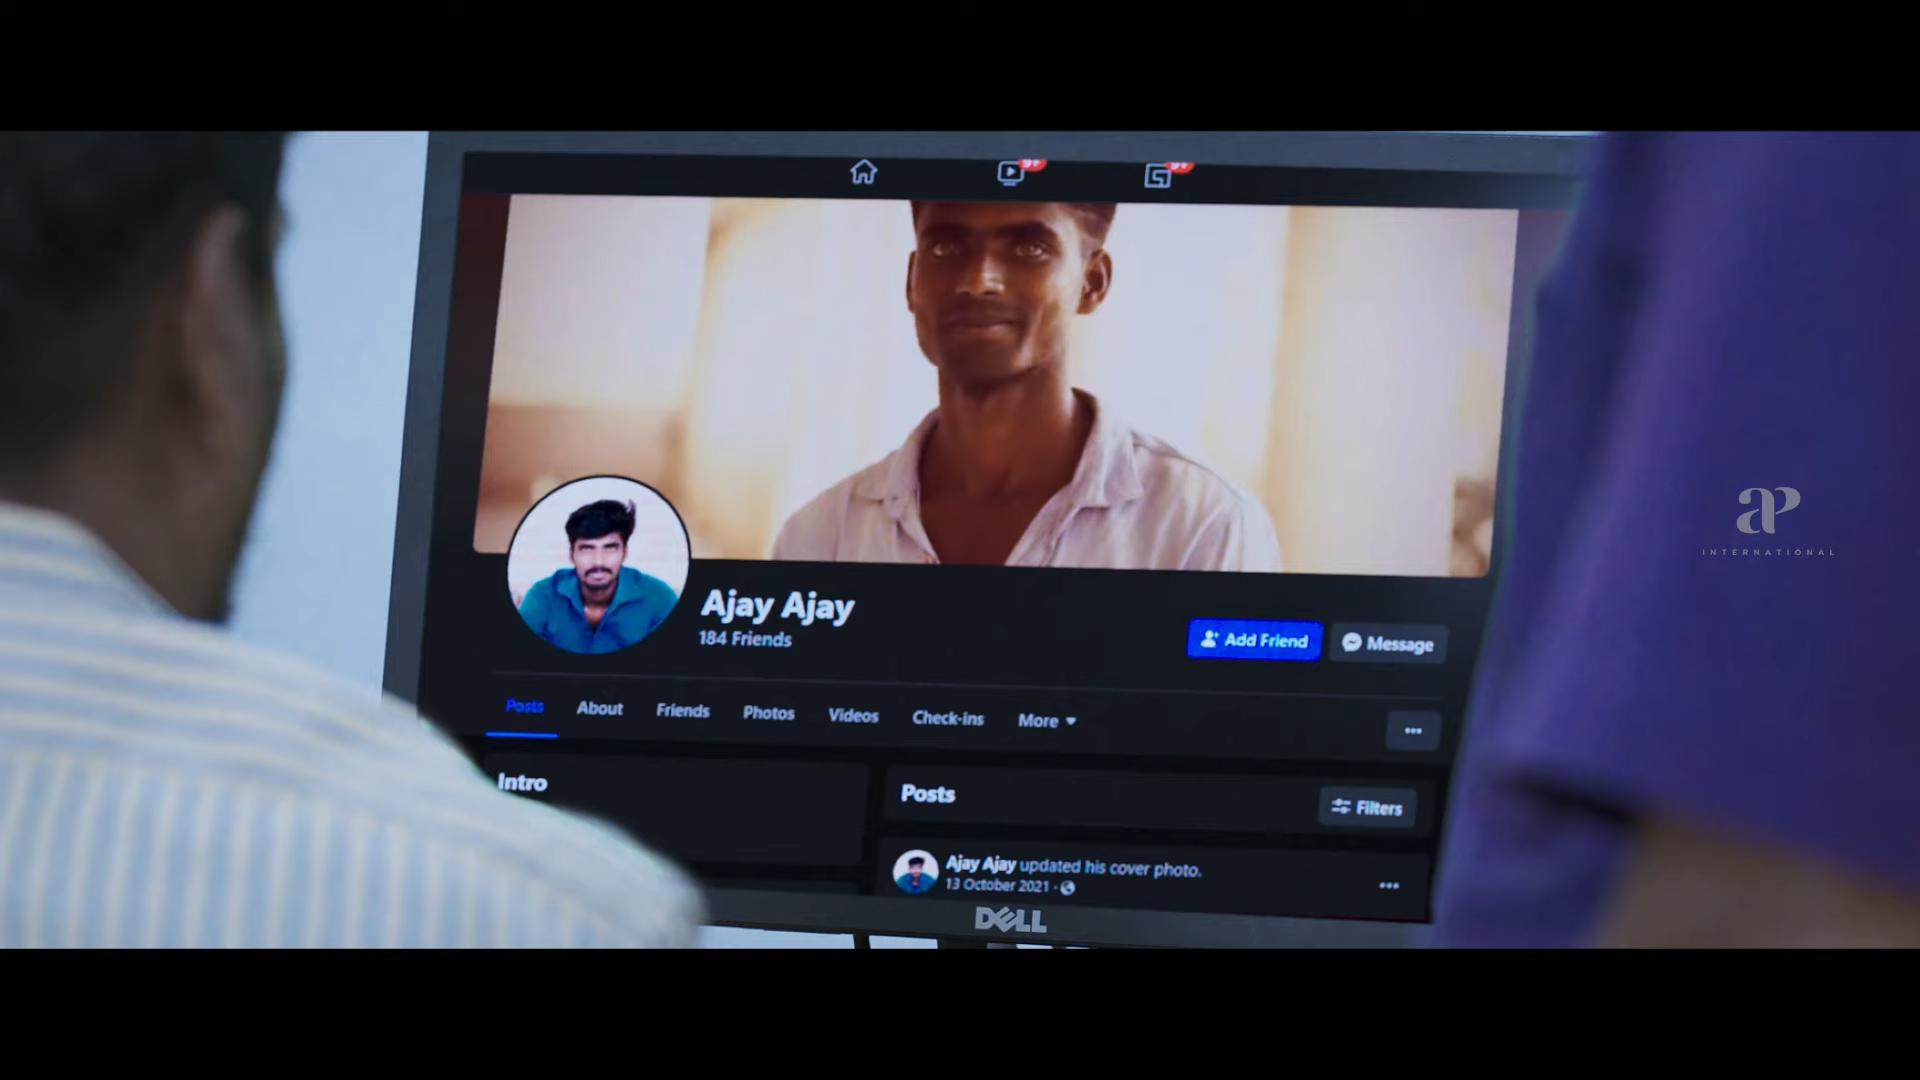 9+
9+
Ajay Ajay
184 Friends
Add Friend
Message
Posts
About
Friends
Photos
Videos
Check-ins
More
Intro
Posts
Filters
Ajay Ajay updated his cover photo.
13 October 2021
DELL
ap
INTERNATIONAL